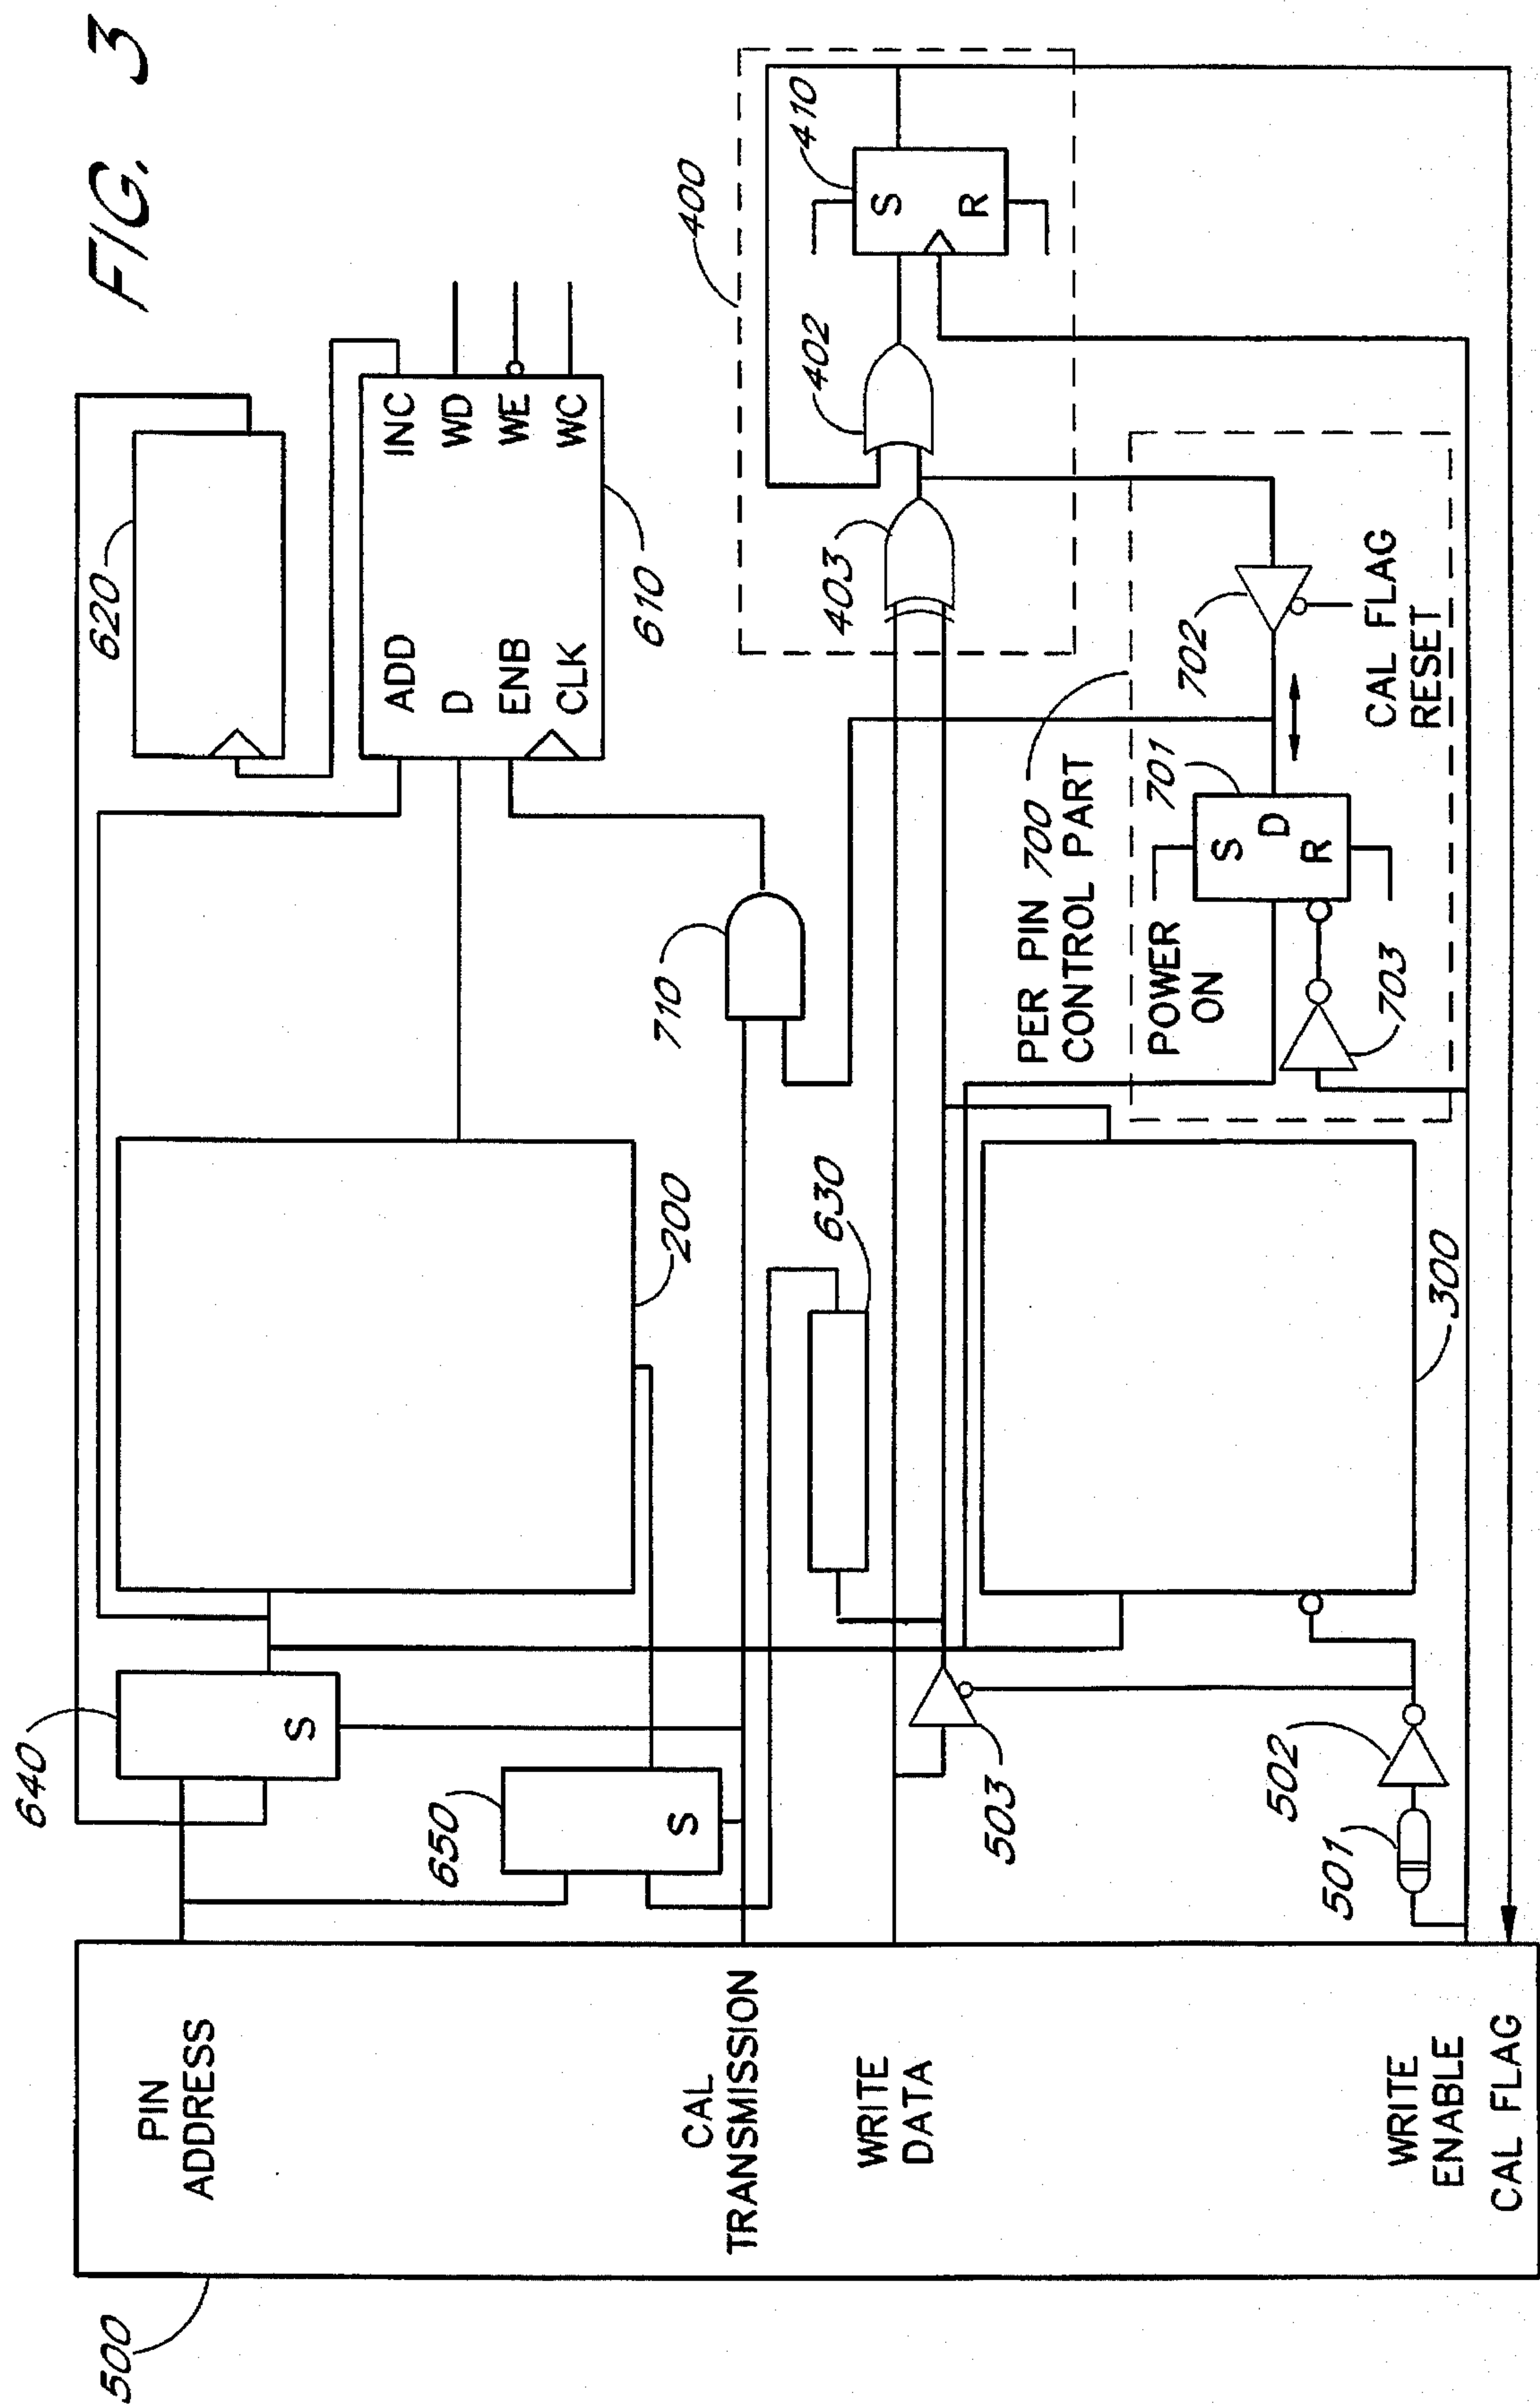 FIG. 3
500
PIN
ADDRESS
CAL
TRANSMISSION
WRITE
DATA
WRITE
ENABLE
CAL FLAG
640
S
650
S
200
620
ADD
D
ENB
CLK
INC
WD
WE
WC
610
710
630
503
501
502
300
400
403
402
410
S
R
PER PIN 700
CONTROL PART
POWER
ON
701
S
D
R
703
702
CAL FLAG
RESET